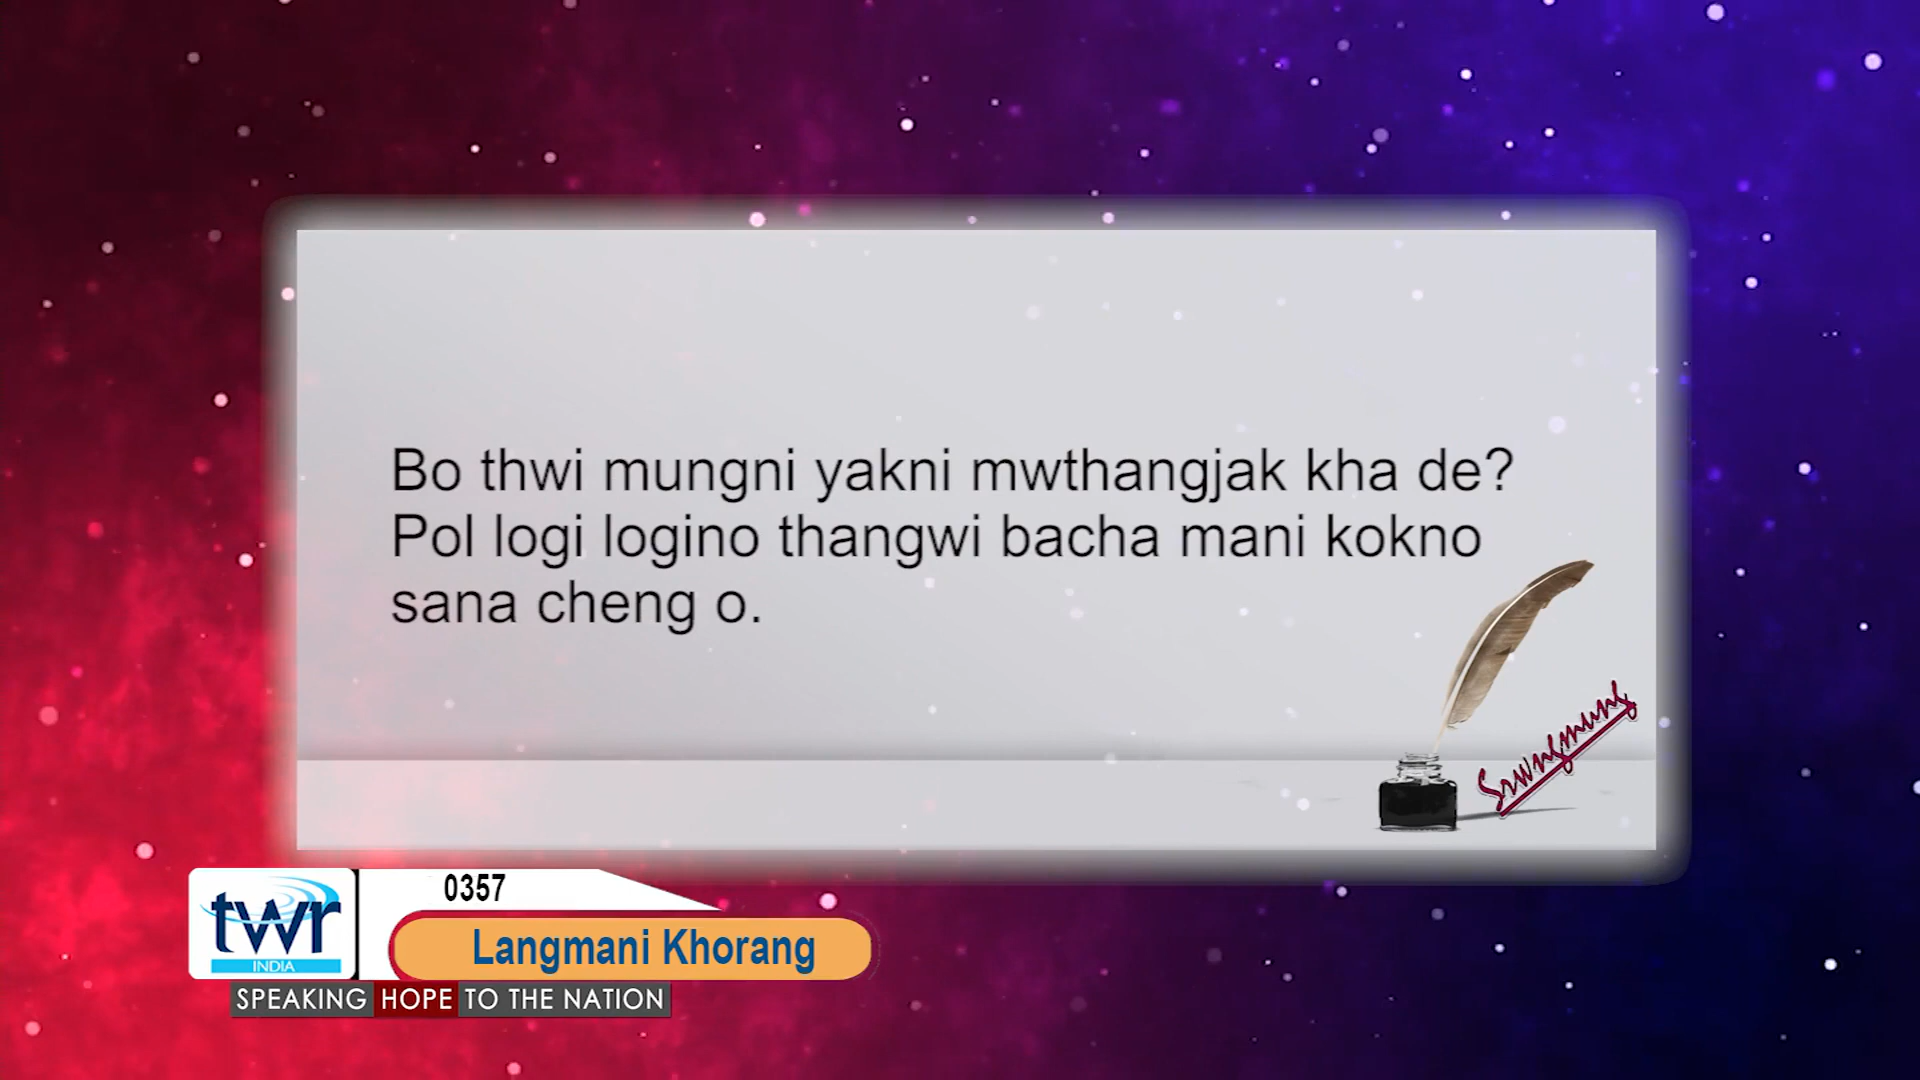 Bo thwi mungni yakni mwthangjak kha de?
Pol logi logino thangwi bacha mani kokno
sana cheng o.
Srwngmung
twr
INDIA
0357
Langmani Khorang
SPEAKING HOPE TO THE NATION